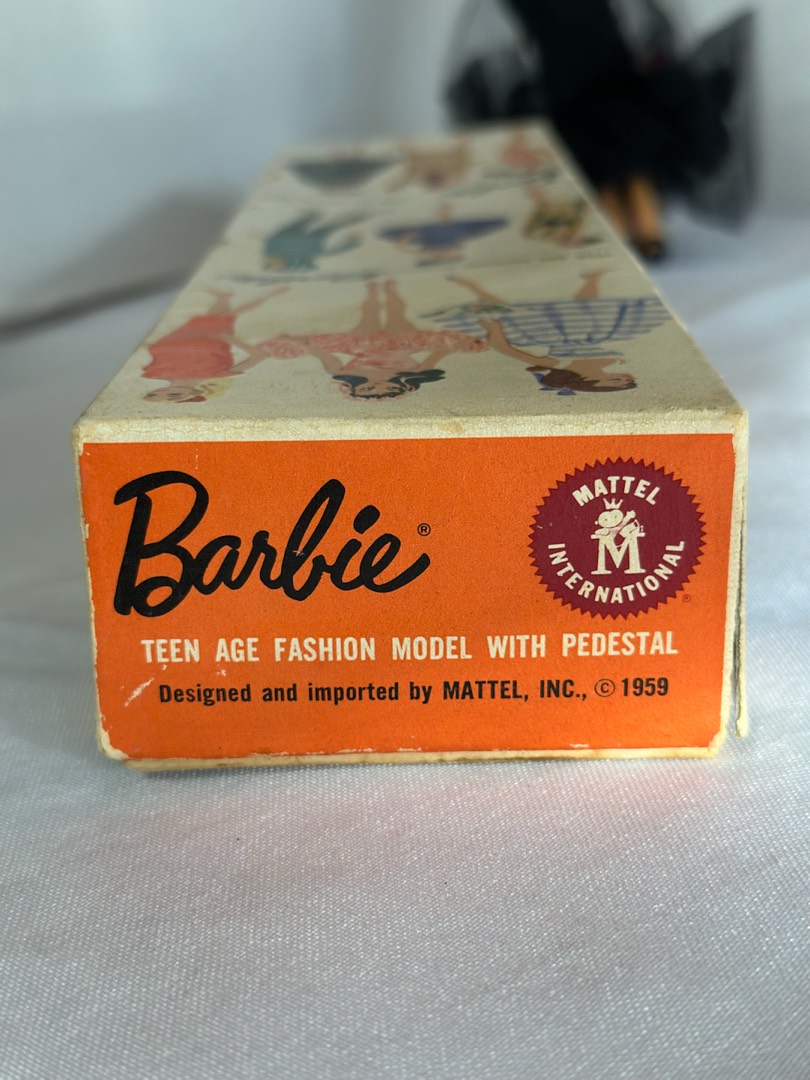 Barbie®
MATTEL
M
INTERNATIONAL
®
TEEN AGE FASHION MODEL WITH PEDESTAL
Designed and imported by MATTEL, INC., © 1959